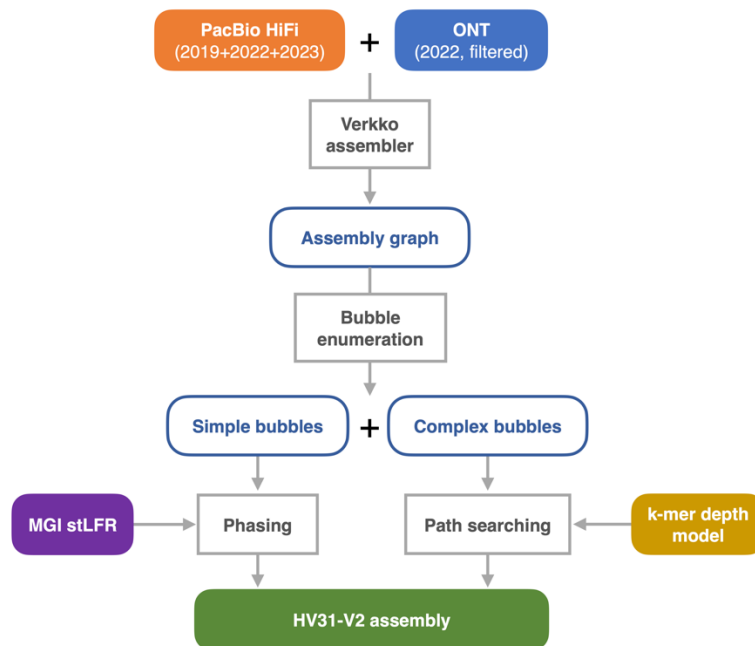 PacBio HiFi
(2019+2022+2023)
+
ONT
(2022, filtered)
Verkko
assembler
Assembly graph
Bubble
enumeration
Simple bubbles
+
Complex bubbles
MGI stLFR
Phasing
Path searching
k-mer depth
model
HV31-V2 assembly